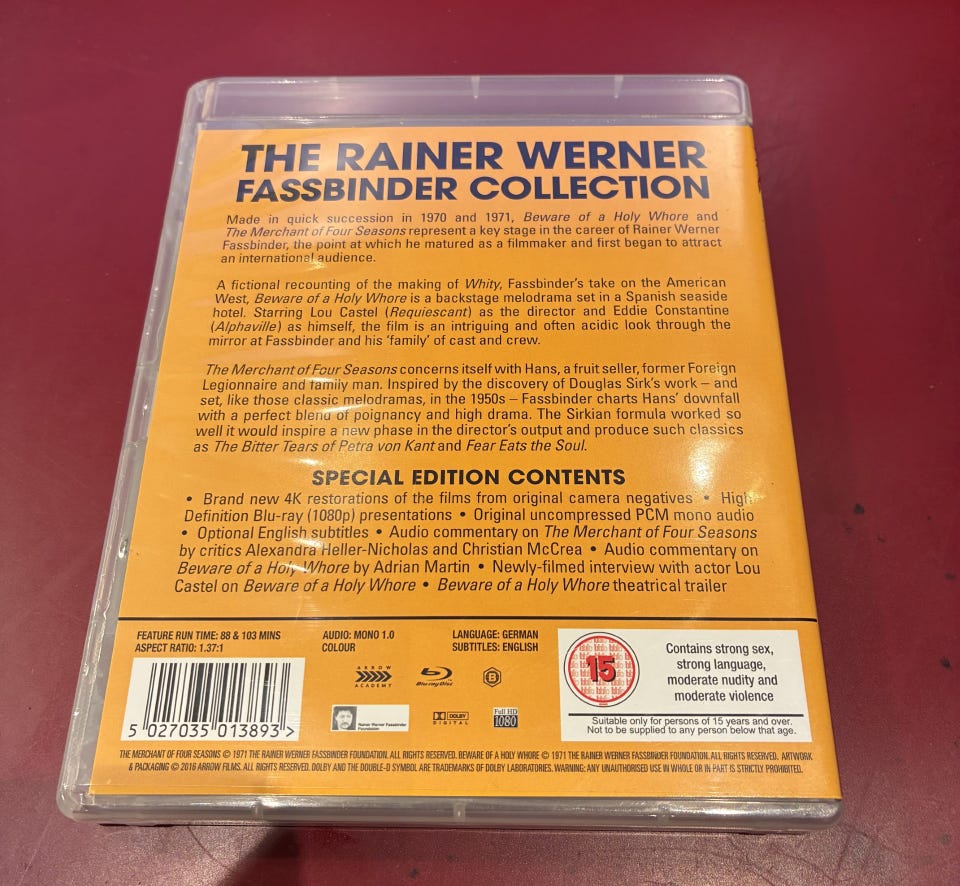 THE RAINER WERNER
FASSBINDER COLLECTION
Made in quick succession in 1970 and 1971, Beware of a Holy Whore and
The Merchant of Four Seasons represent a key stage in the career of Rainer Werner
Fassbinder, the point at which he matured as a filmmaker and first began to attract
an international audience.
A fictional recounting of the making of Whity, Fassbinder's take on the American
West, Beware of a Holy Whore is a backstage melodrama set in a Spanish seaside
hotel. Starring Lou Castel (Requiescant) as the director and Eddie Constantine
(Alphaville) as himself, the film is an intriguing and often acidic look through the
mirror at Fassbinder and his 'family' of cast and crew.
The Merchant of Four Seasons concerns itself with Hans, a fruit seller, former Foreign
Legionnaire and family man. Inspired by the discovery of Douglas Sirk's work – and
set, like those classic melodramas, in the 1950s – Fassbinder charts Hans' downfall
with a perfect blend of poignancy and high drama. The Sirkian formula worked so
well it would inspire a new phase in the director's output and produce such classics
as The Bitter Tears of Petra von Kant and Fear Eats the Soul.
SPECIAL EDITION CONTENTS
• Brand new 4K restorations of the films from original camera negatives • High
Definition Blu-ray (1080p) presentations • Original uncompressed PCM mono audio
• Optional English subtitles • Audio commentary on The Merchant of Four Seasons
by critics Alexandra Heller-Nicholas and Christian McCrea • Audio commentary on
Beware of a Holy Whore by Adrian Martin • Newly-filmed interview with actor Lou
Castel on Beware of a Holy Whore • Beware of a Holy Whore theatrical trailer
FEATURE RUN TIME: 88 & 103 MINS
ASPECT RATIO: 1.37:1
AUDIO: MONO 1.0
COLOUR
LANGUAGE: GERMAN
SUBTITLES: ENGLISH
5 027035 013893 >
ARROW
ACADEMY
Blu-ray Disc
B
Rainer Werner Fassbinder
Foundation
DOLBY
DIGITAL
Full HD
1080
15
Contains strong sex,
strong language,
moderate nudity and
moderate violence
Suitable only for persons of 15 years and over.
Not to be supplied to any person below that age.
THE MERCHANT OF FOUR SEASONS © 1971 THE RAINER WERNER FASSBINDER FOUNDATION. ALL RIGHTS RESERVED. BEWARE OF A HOLY WHORE © 1971 THE RAINER WERNER FASSBINDER FOUNDATION. ALL RIGHTS RESERVED. ARTWORK
& PACKAGING © 2016 ARROW FILMS. ALL RIGHTS RESERVED. DOLBY AND THE DOUBLE-D SYMBOL ARE TRADEMARKS OF DOLBY LABORATORIES. WARNING: ANY UNAUTHORISED USE IN WHOLE OR IN PART IS STRICTLY PROHIBITED.